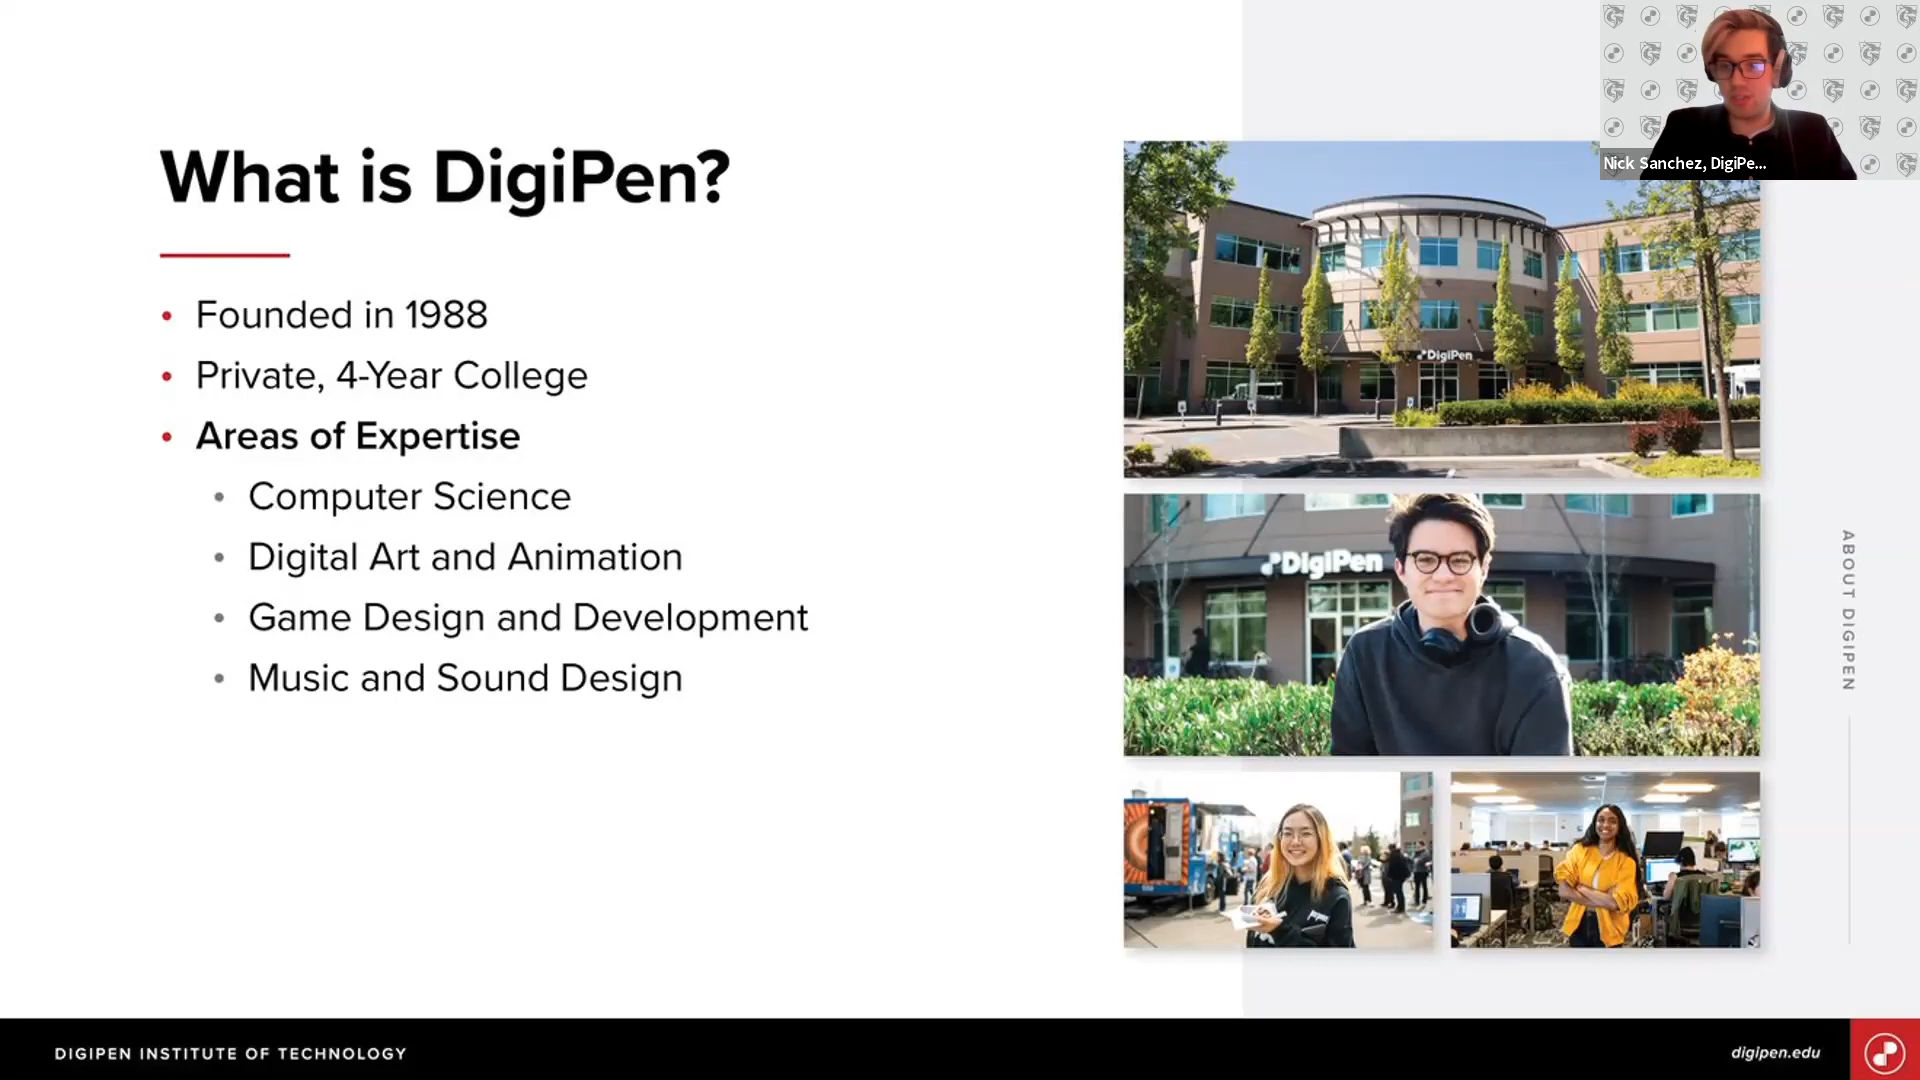 Nick Sanchez, DigiPe...
What is DigiPen?
Founded in 1988
Private, 4-Year College
Areas of Expertise
Computer Science
Digital Art and Animation
Game Design and Development
Music and Sound Design
DigiPen
DigiPen
ABOUT DIGIPEN
DIGIPEN INSTITUTE OF TECHNOLOGY
digipen.edu